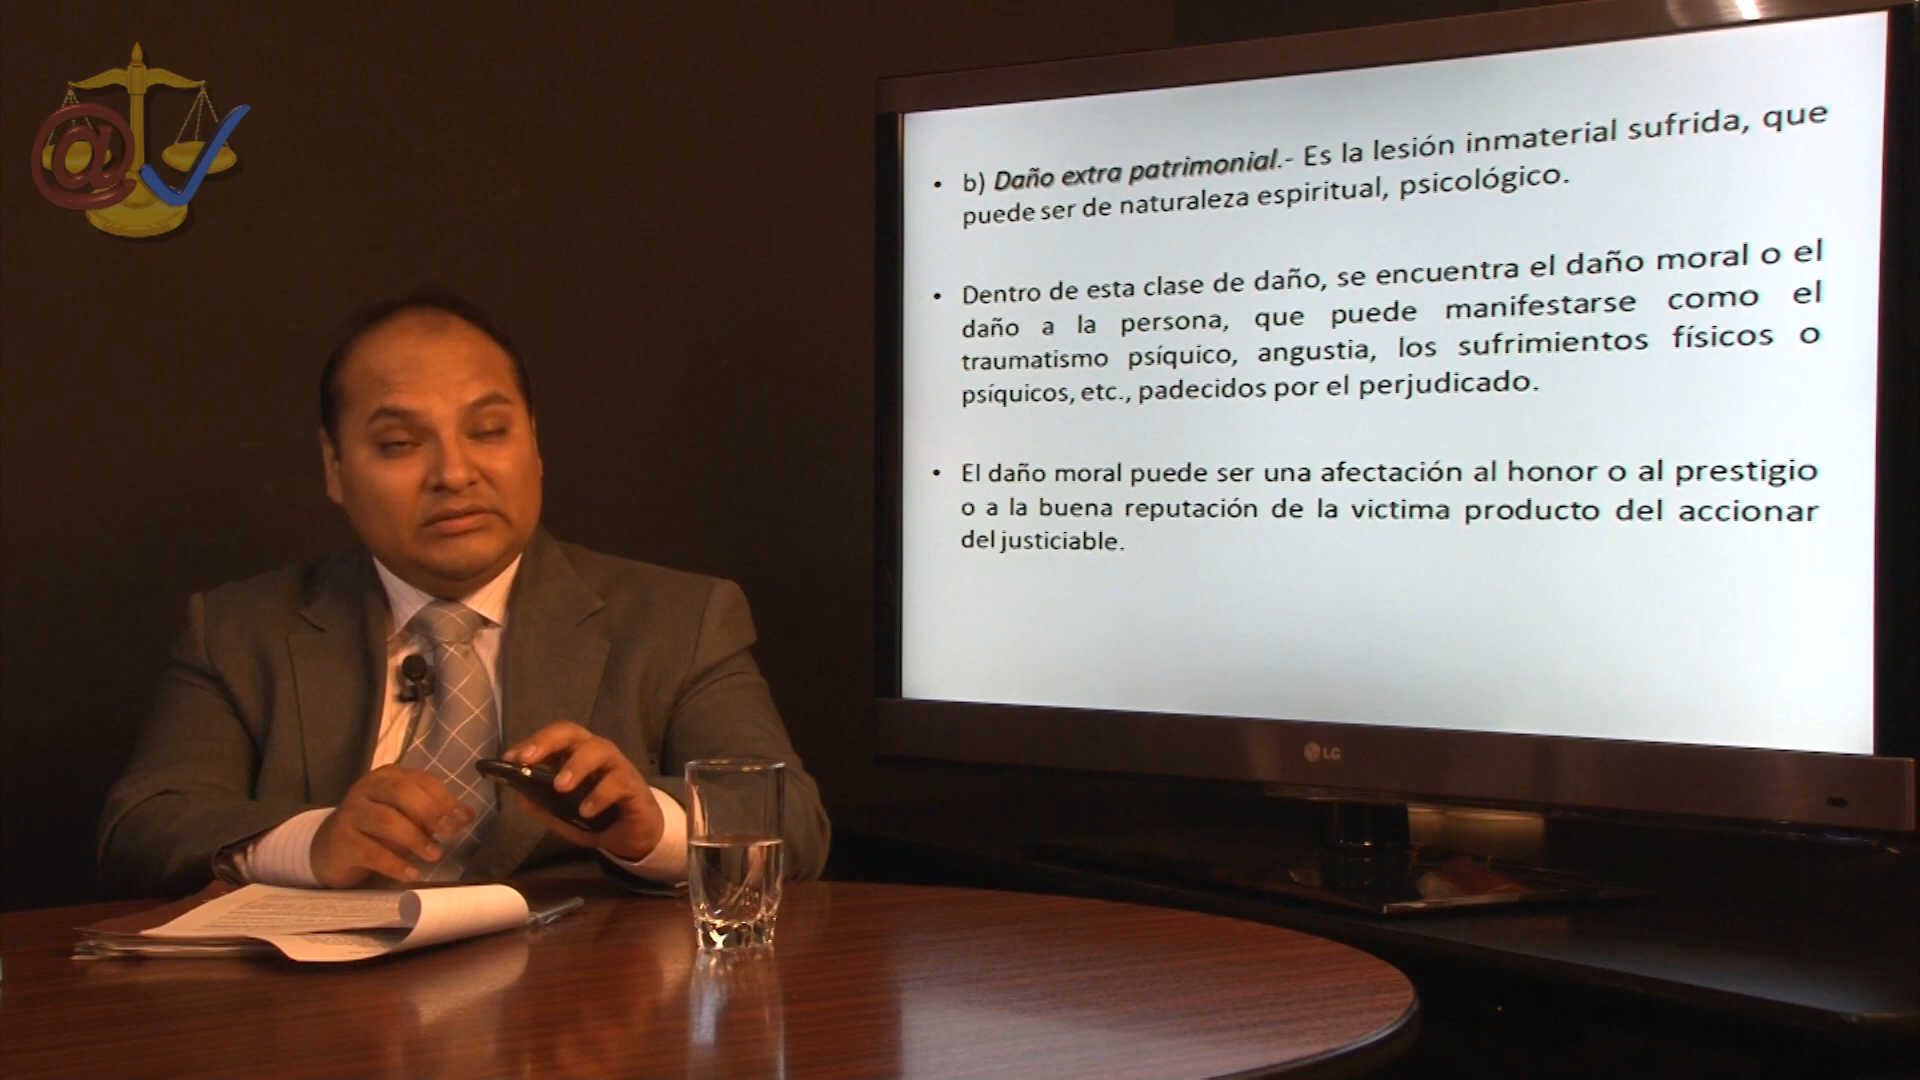 • b) Daño extra patrimonial.- Es la lesión inmaterial sufrida, que
puede ser de naturaleza espiritual, psicológico.
• Dentro de esta clase de daño, se encuentra el daño moral o el
daño a la persona, que puede manifestarse como el
traumatismo psíquico, angustia, los sufrimientos físicos o
psíquicos, etc., padecidos por el perjudicado.
• El daño moral puede ser una afectación al honor o al prestigio
o a la buena reputación de la victima producto del accionar
del justiciable.
LG
@